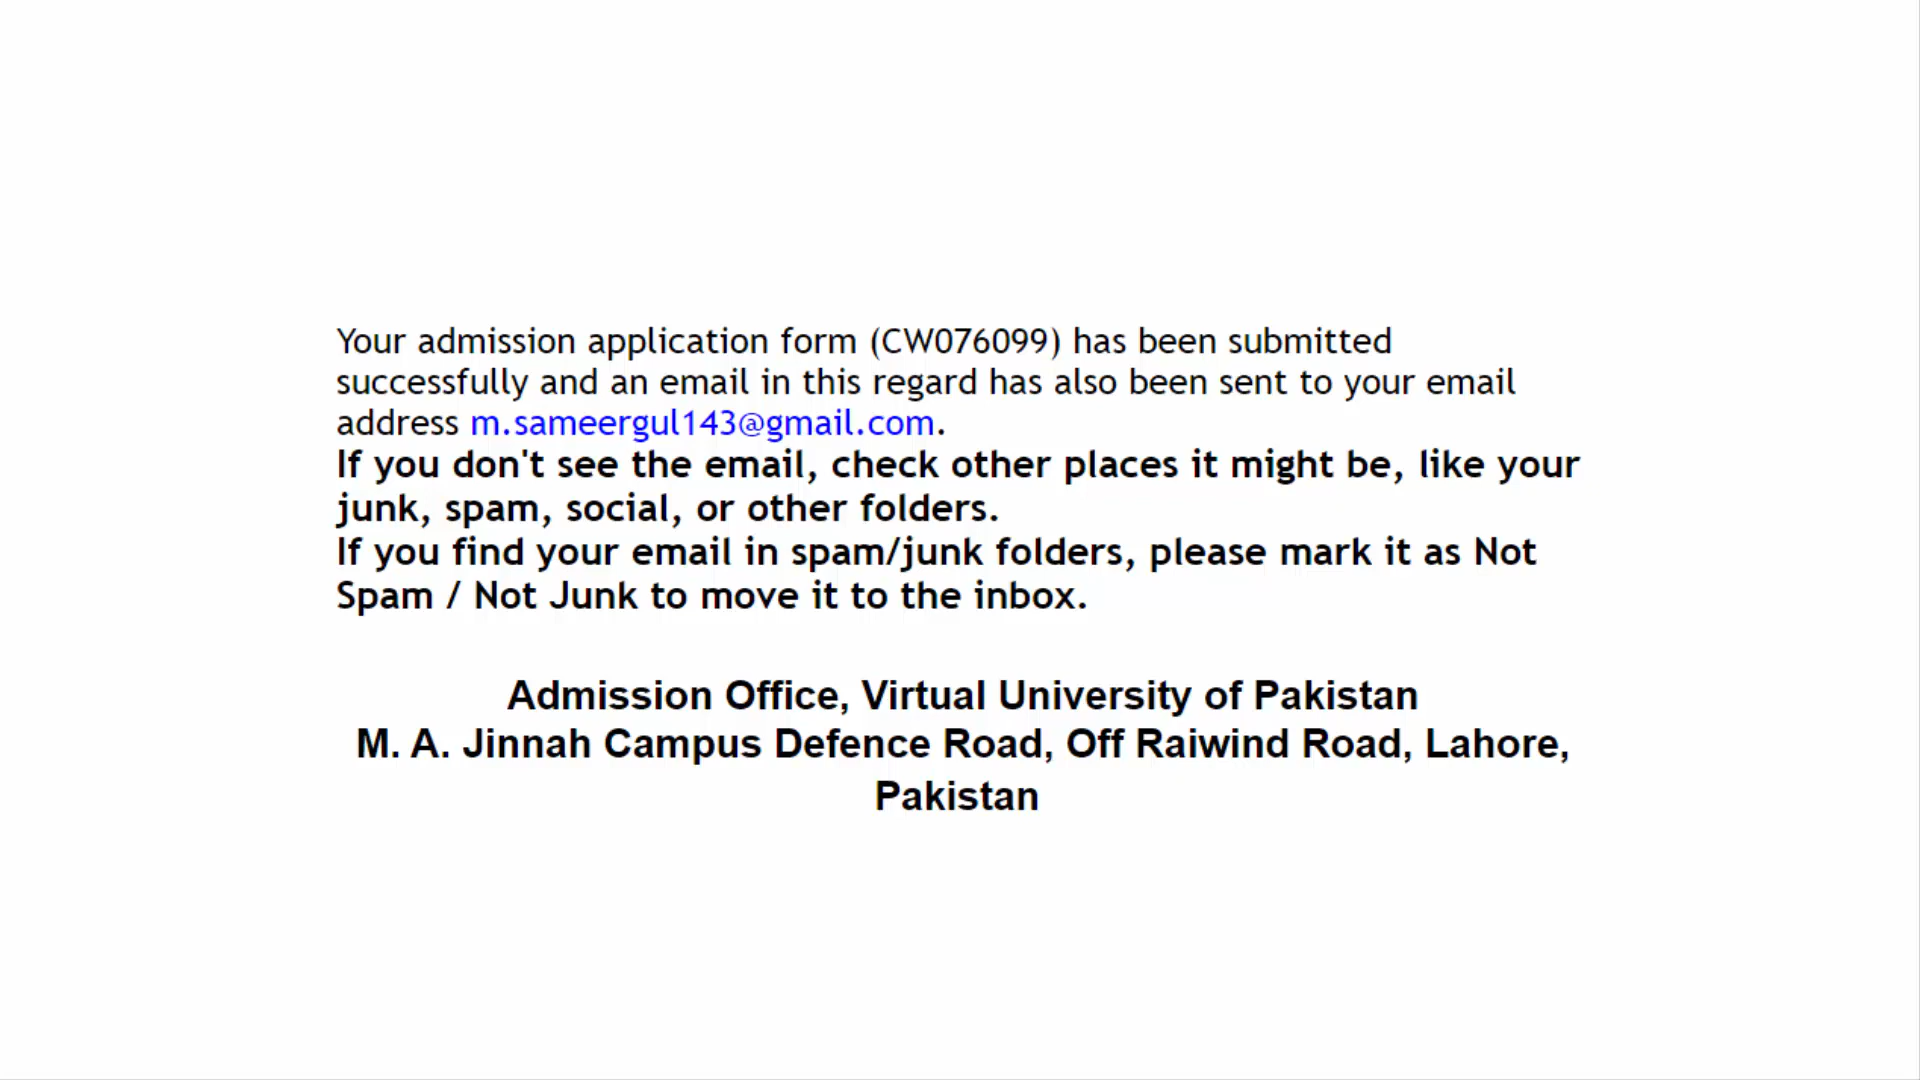 Your admission application form (CW076099) has been submitted
successfully and an email in this regard has also been sent to your email
address m.sameergul143@gmail.com.
If you don't see the email, check other places it might be, like your
junk, spam, social, or other folders.
If you find your email in spam/junk folders, please mark it as Not
Spam / Not Junk to move it to the inbox.
Admission Office, Virtual University of Pakistan
M. A. Jinnah Campus Defence Road, Off Raiwind Road, Lahore,
Pakistan